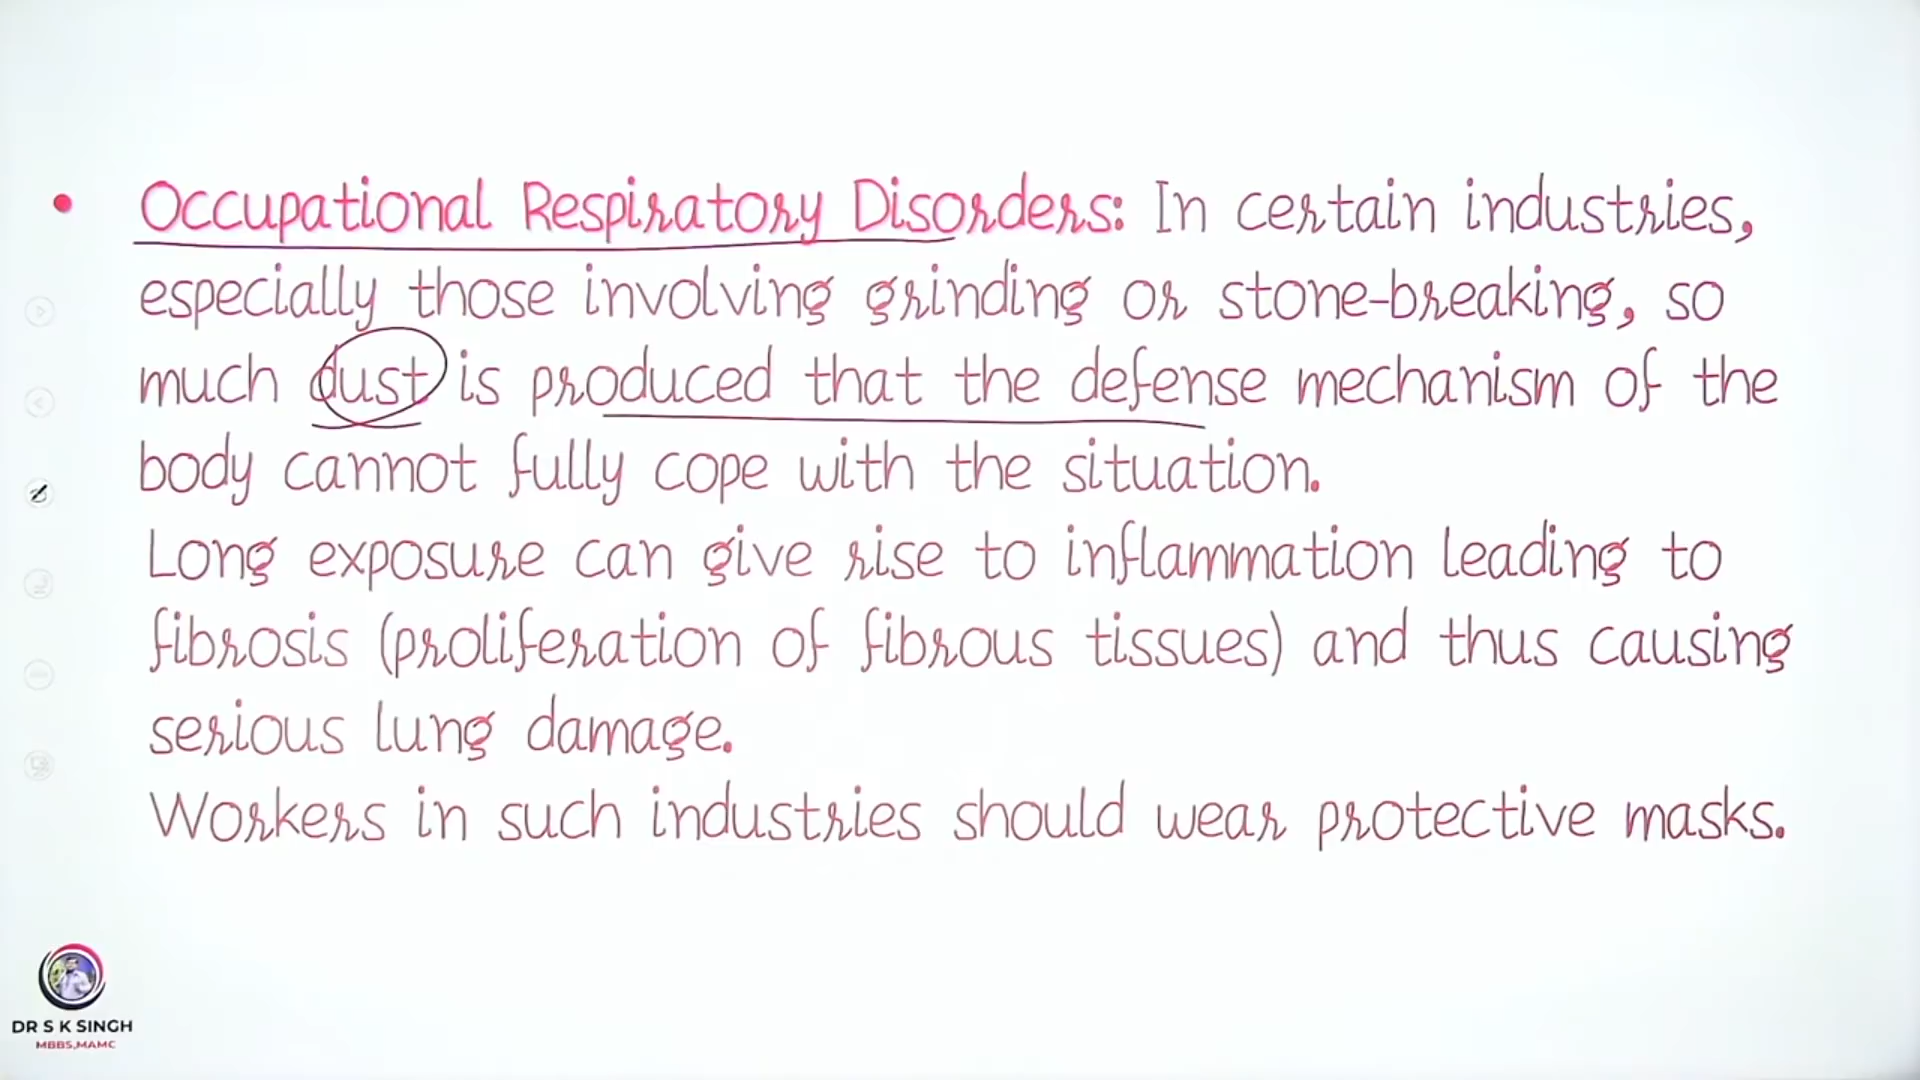 • Occupational Respiratory Disorders: In certain industries,
especially those involving grinding or stone-breaking, so
much dust is produced that the defense mechanism of the
body cannot fully cope with the situation.
Long exposure can give rise to inflammation leading to
fibrosis (proliferation of fibrous tissues) and thus causing
serious lung damage.
Workers in such industries should wear protective masks.
DR S K SINGH
MBBS,MAMC